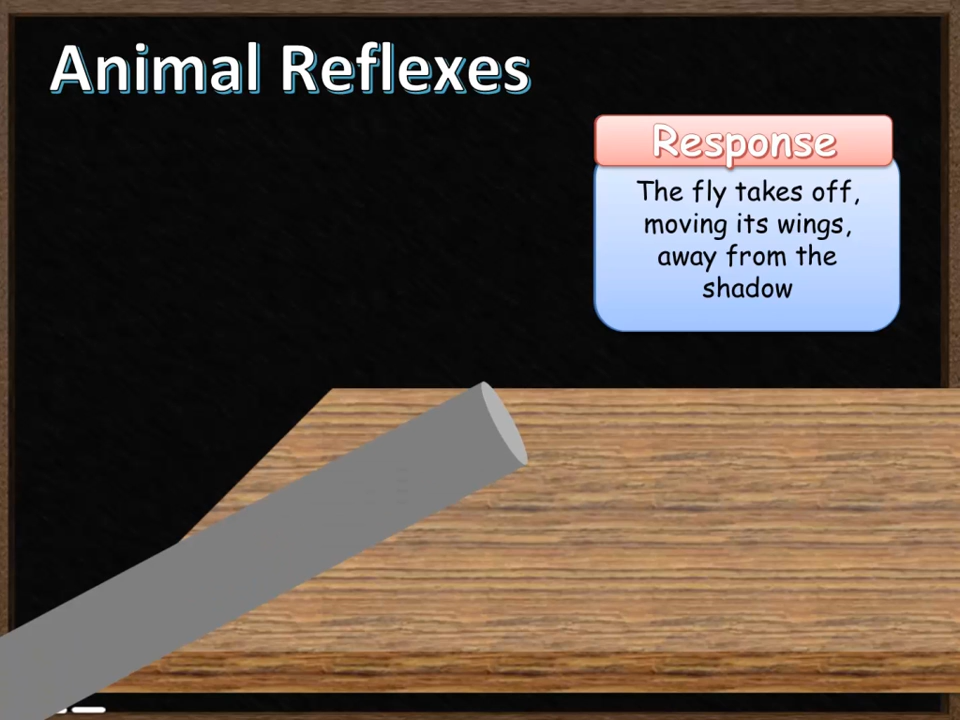 Animal Reflexes
Response
The fly takes off,
moving its wings,
away from the
shadow